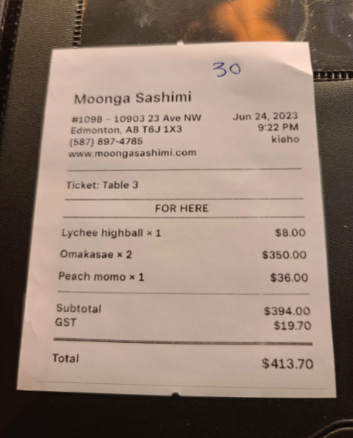 30
Moonga Sashimi
#1098 - 10903 23 Ave NW
Edmonton, AB T6J 1X3
(587) 897-4785
www.moongasashimi.com
Jun 24, 2023
9:22 PM
kieho
Ticket: Table 3
FOR HERE
Lychee highball × 1 $8.00
Omakasae × 2 $350.00
Peach momo × 1 $36.00
Subtotal $394.00
GST $19.70
Total $413.70